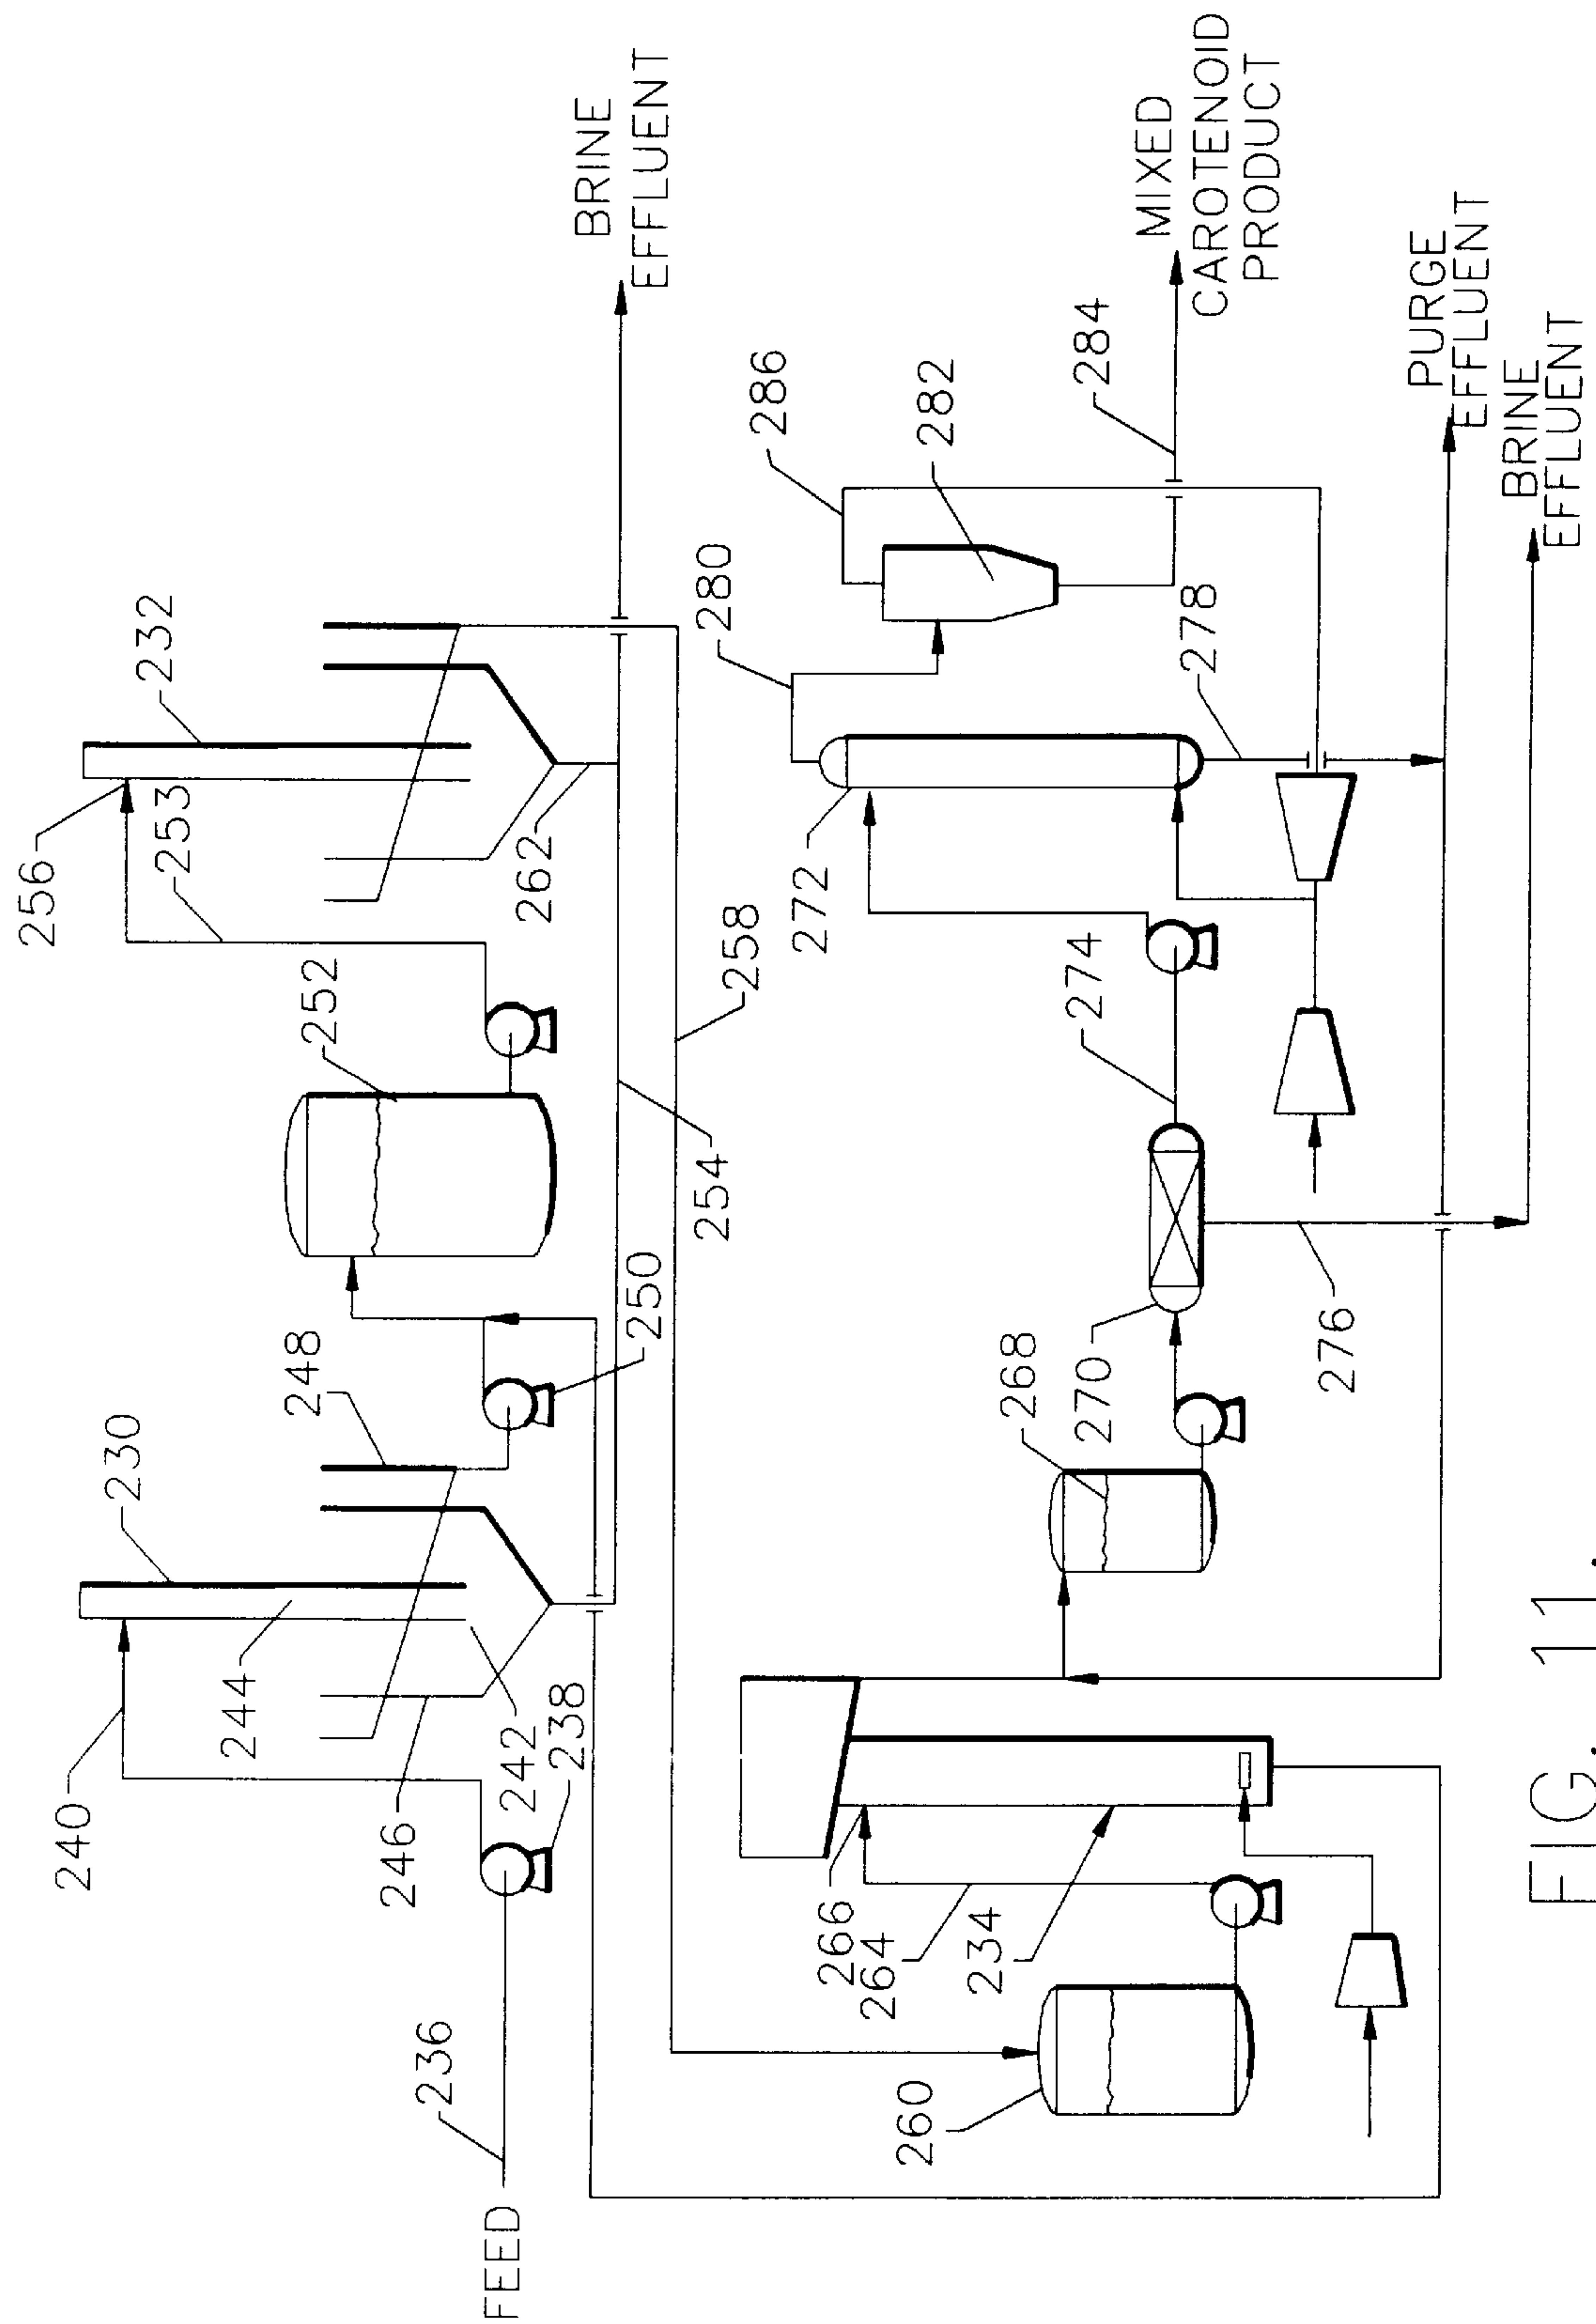 FEED
236
238
240
242
244
246
230
248
250
252
254
256
253
232
262
258
BRINE
EFFLUENT
260
264
266
234
268
270
272
274
276
278
280
282
286
284
MIXED
CAROTENOID
PRODUCT
PURGE
EFFLUENT
BRINE
EFFLUENT
FIG. 11.